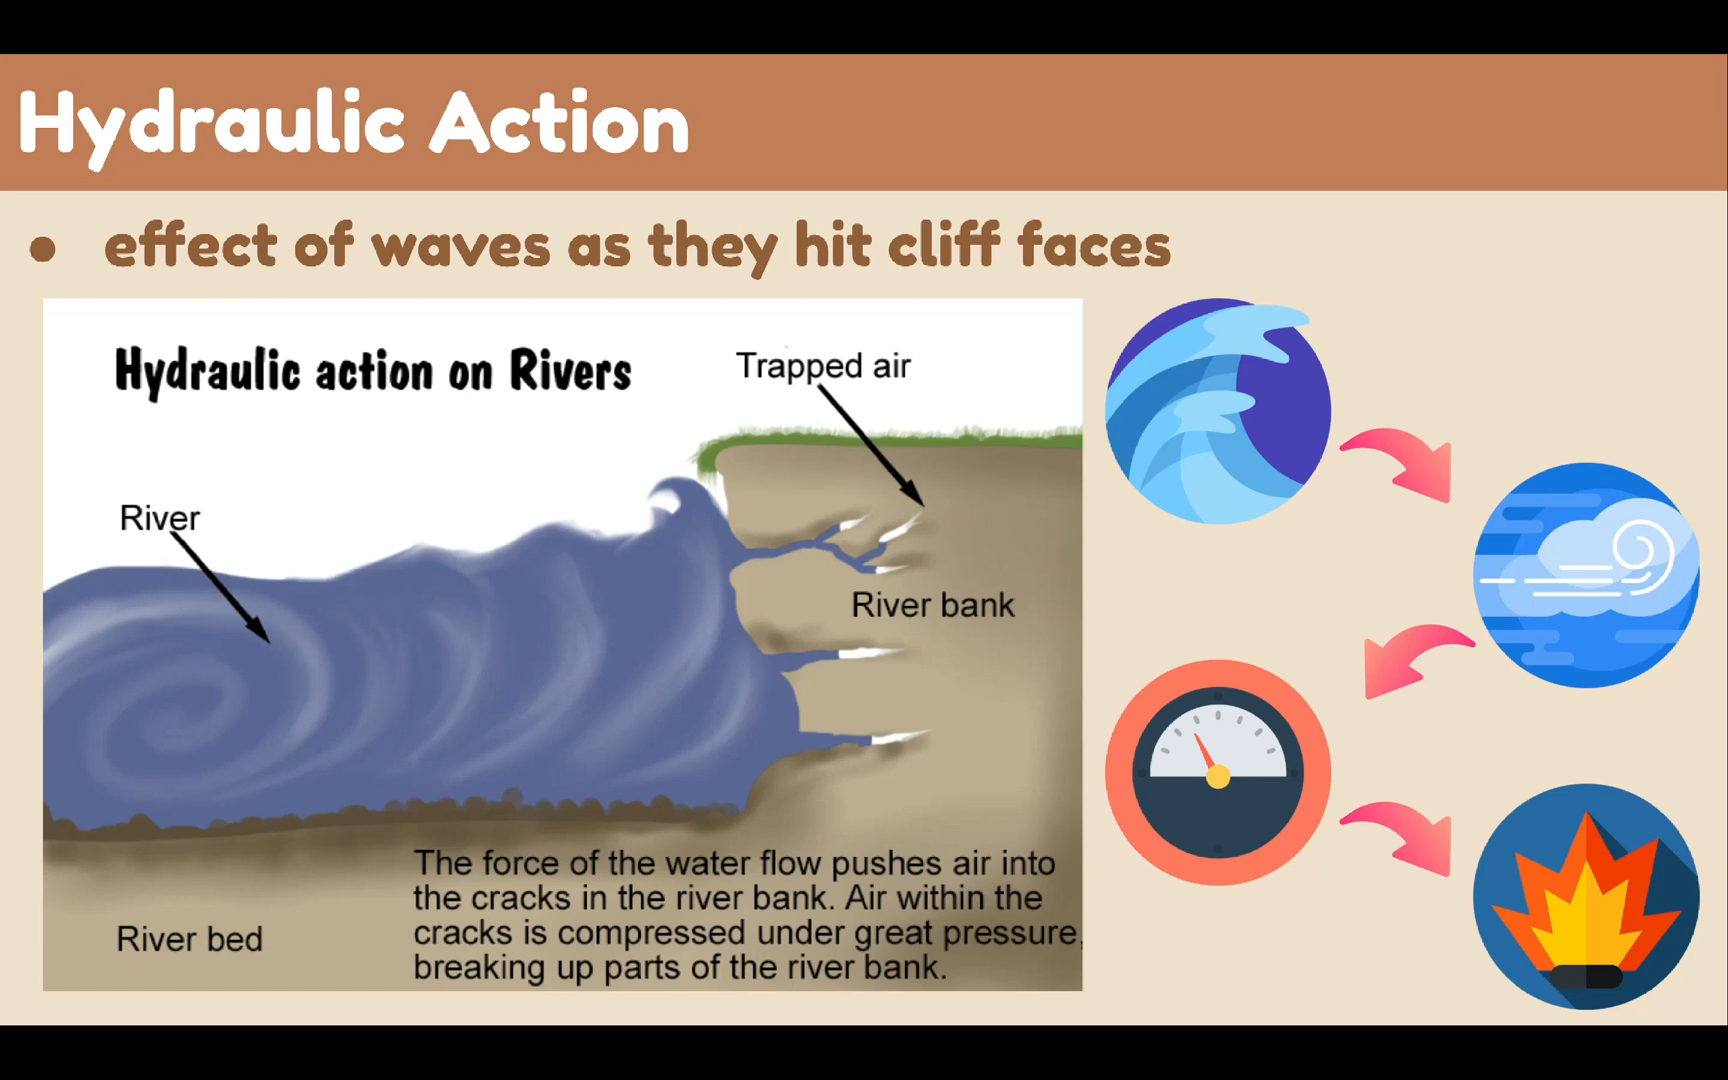 Hydraulic Action
• effect of waves as they hit cliff faces
Hydraulic action on Rivers
Trapped air
River
River bank
The force of the water flow pushes air into
the cracks in the river bank. Air within the
cracks is compressed under great pressure,
breaking up parts of the river bank.
River bed